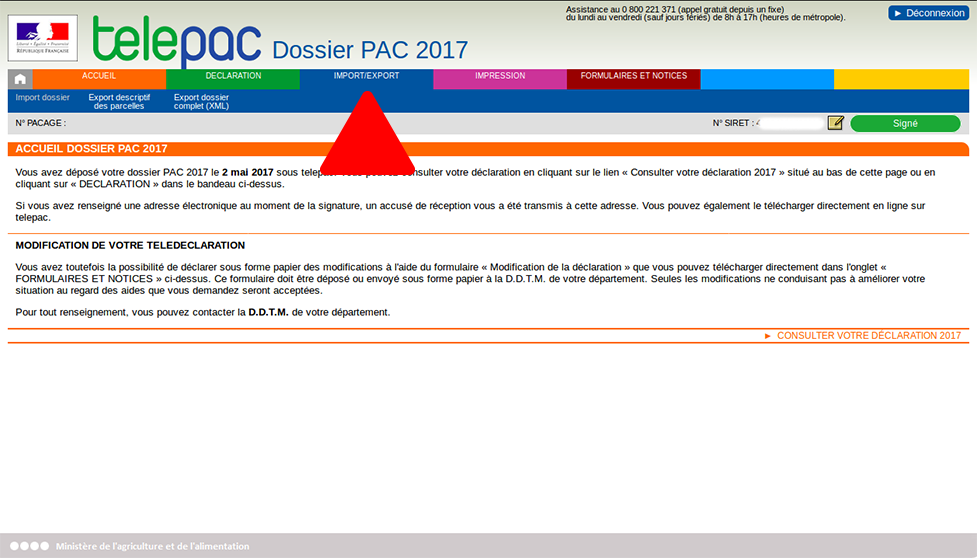 Assistance au 0 800 221 371 (appel gratuit depuis un fixe)
du lundi au vendredi (sauf jours fériés) de 8h à 17h (heures de métropole).
► Déconnexion
Liberté • Égalité • Fraternité
RÉPUBLIQUE FRANÇAISE
telepac Dossier PAC 2017
ACCUEIL DECLARATION IMPORT/EXPORT IMPRESSION FORMULAIRES ET NOTICES
Import dossier Export descriptif des parcelles Export dossier complet (XML)
N° PACAGE : N° SIRET : Signé
ACCUEIL DOSSIER PAC 2017
Vous avez déposé votre dossier PAC 2017 le 2 mai 2017 sous consulter votre déclaration en cliquant sur le lien « Consulter votre déclaration 2017 » situé au bas de cette page ou en
cliquant sur « DECLARATION » dans le bandeau ci-dessus.
Si vous avez renseigné une adresse électronique au moment de la signature, un accusé de réception vous a été transmis à cette adresse. Vous pouvez également le télécharger directement en ligne sur
telepac.
MODIFICATION DE VOTRE TELEDECLARATION
Vous avez toutefois la possibilité de déclarer sous forme papier des modifications à l'aide du formulaire « Modification de la déclaration » que vous pouvez télécharger directement dans l'onglet «
FORMULAIRES ET NOTICES » ci-dessus. Ce formulaire doit être déposé ou envoyé sous forme papier à la D.D.T.M. de votre département. Seules les modifications ne conduisant pas à améliorer votre
situation au regard des aides que vous demandez seront acceptées.
Pour tout renseignement, vous pouvez contacter la D.D.T.M. de votre département.
► CONSULTER VOTRE DÉCLARATION 2017
Ministère de l'agriculture et de l'alimentation